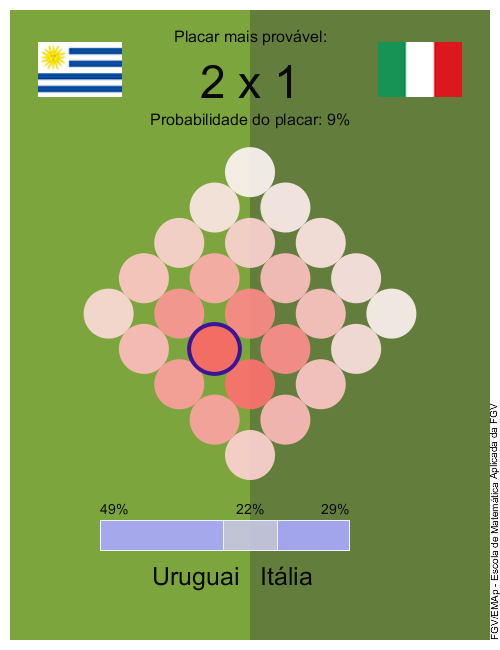 Placar mais provável:
2 x 1
Probabilidade do placar: 9%
49%
22%
29%
Uruguai
Itália
FGV/EMAp - Escola de Matemática Aplicada da FGV